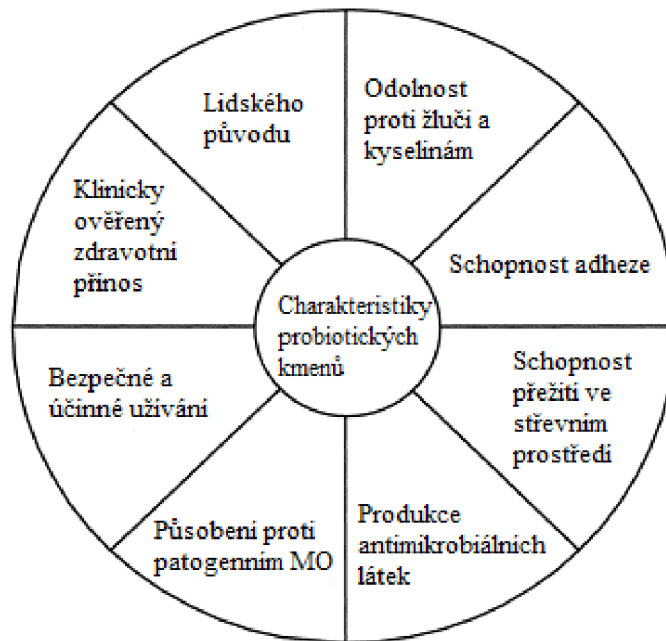 Lidského
původu
Odolnost
proti žluči a
kyselinám
Schopnost adheze
Schopnost
přežití ve
střevním
prostředí
Produkce
antimikrobiálních
látek
Působení proti
patogenním MO
Bezpečné a
účinné užívání
Klinicky
ověřený
zdravotní
přínos
Charakteristiky
probiotických
kmenů